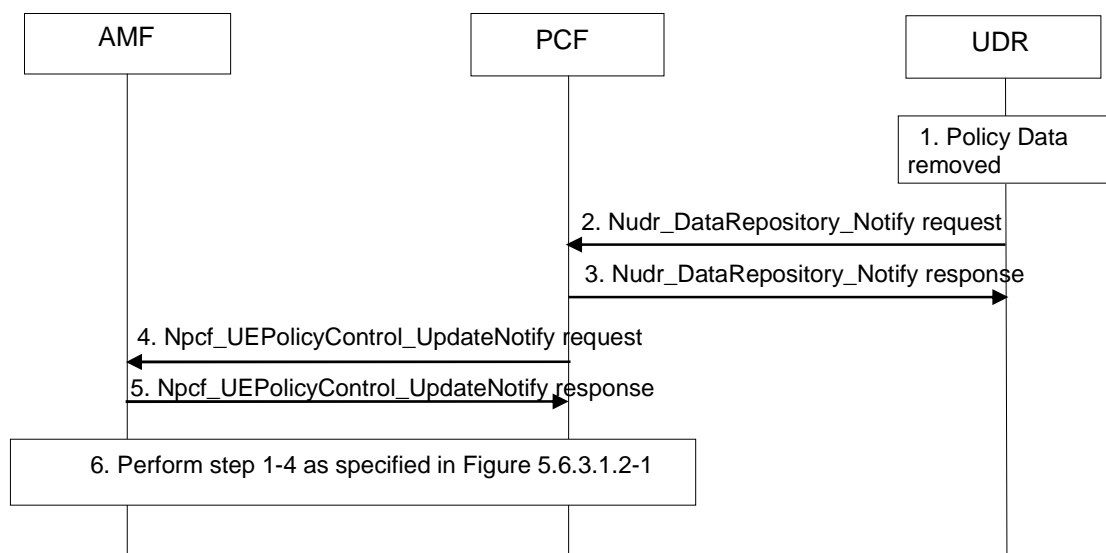 AMF
PCF
UDR
1. Policy Data
removed
2. Nudr_DataRepository_Notify request
3. Nudr_DataRepository_Notify response
4. Npcf_UEPolicyControl_UpdateNotify request
5. Npcf_UEPolicyControl_UpdateNotify response
6. Perform step 1-4 as specified in Figure 5.6.3.1.2-1